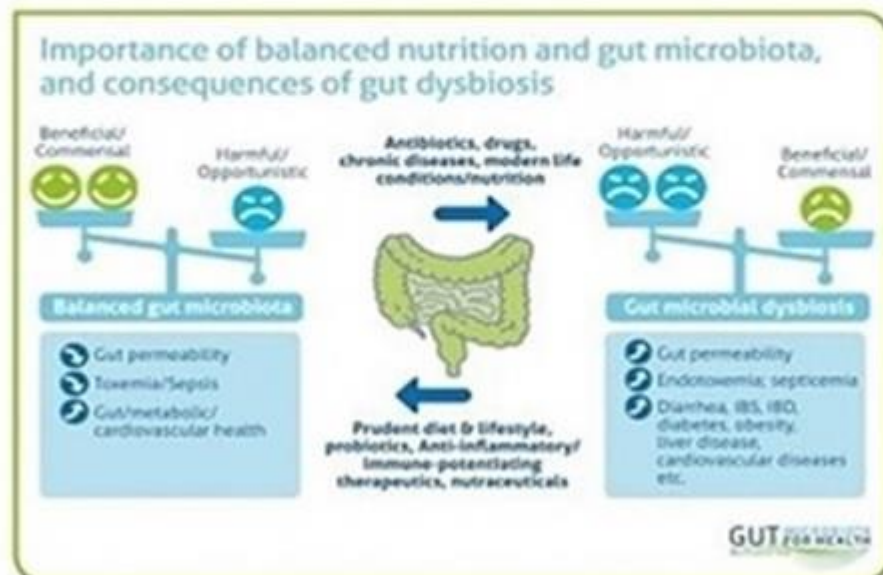 Importance of balanced nutrition and gut microbiota,
and consequences of gut dysbiosis
Beneficial/
Commensal
Harmful/
Opportunistic
Balanced gut microbiota
Gut permeability
Toxemia/Sepsis
Gut/metabolic/
cardiovascular health
Antibiotics, drugs,
chronic diseases, modern life
conditions/nutrition
Prudent diet & lifestyle,
probiotics, Anti-inflammatory/
Immune-potentiating
therapeutics, nutraceuticals
Harmful/
Opportunistic
Beneficial/
Commensal
Gut microbial dysbiosis
Gut permeability
Endotoxemia; septicemia
Diarrhea, IBS, IBD,
diabetes, obesity,
liver disease,
cardiovascular diseases
etc.
GUT MICROBIOTA
FOR HEALTH